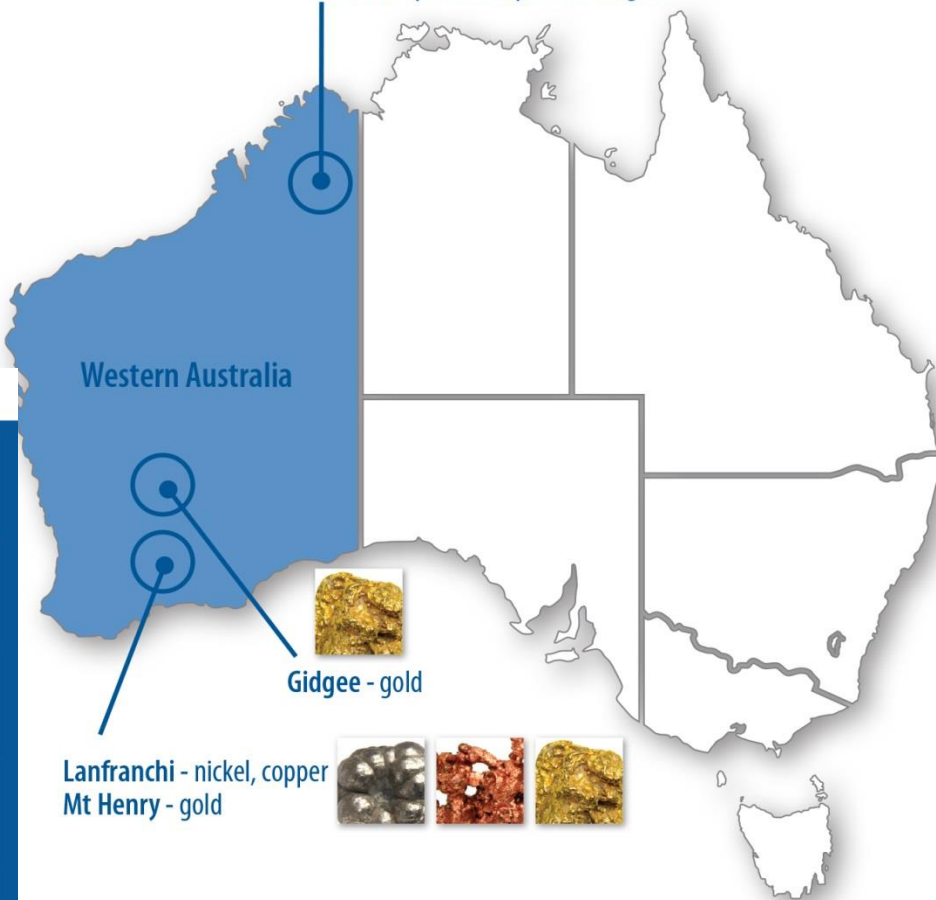 Western Australia
Gidgee - gold
Lanfranchi - nickel, copper
Mt Henry - gold